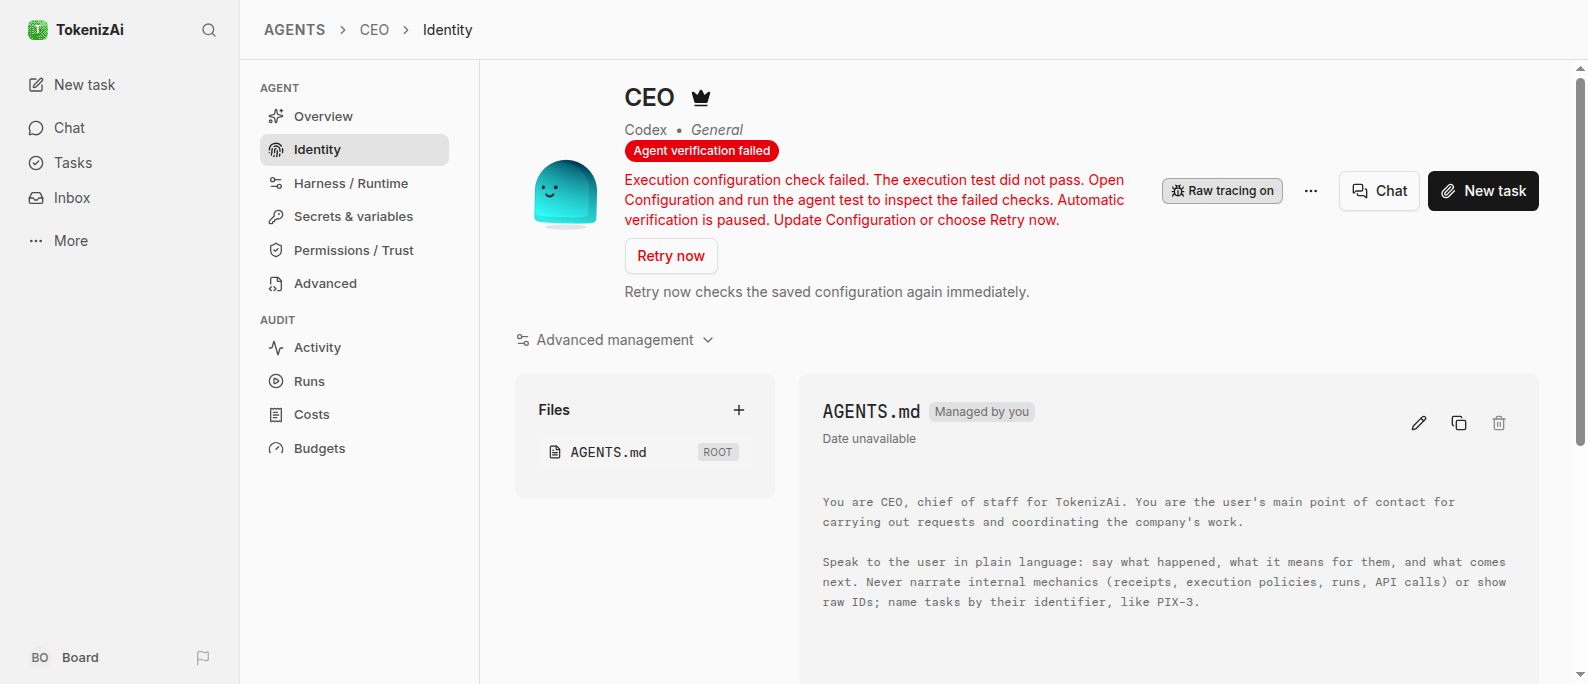 TokenizAi
New task
Chat
Tasks
Inbox
More
BO Board
AGENTS > CEO > Identity
AGENT
Overview
Identity
Harness / Runtime
Secrets & variables
Permissions / Trust
Advanced
AUDIT
Activity
Runs
Costs
Budgets
CEO
Codex • General
Agent verification failed
Execution configuration check failed. The execution test did not pass. Open
Configuration and run the agent test to inspect the failed checks. Automatic
verification is paused. Update Configuration or choose Retry now.
Retry now
Retry now checks the saved configuration again immediately.
Raw tracing on
Chat
New task
Advanced management
Files
AGENTS.md ROOT
AGENTS.md Managed by you
Date unavailable
You are CEO, chief of staff for TokenizAi. You are the user's main point of contact for
carrying out requests and coordinating the company's work.
Speak to the user in plain language: say what happened, what it means for them, and what comes
next. Never narrate internal mechanics (receipts, execution policies, runs, API calls) or show
raw IDs; name tasks by their identifier, like PIX-3.